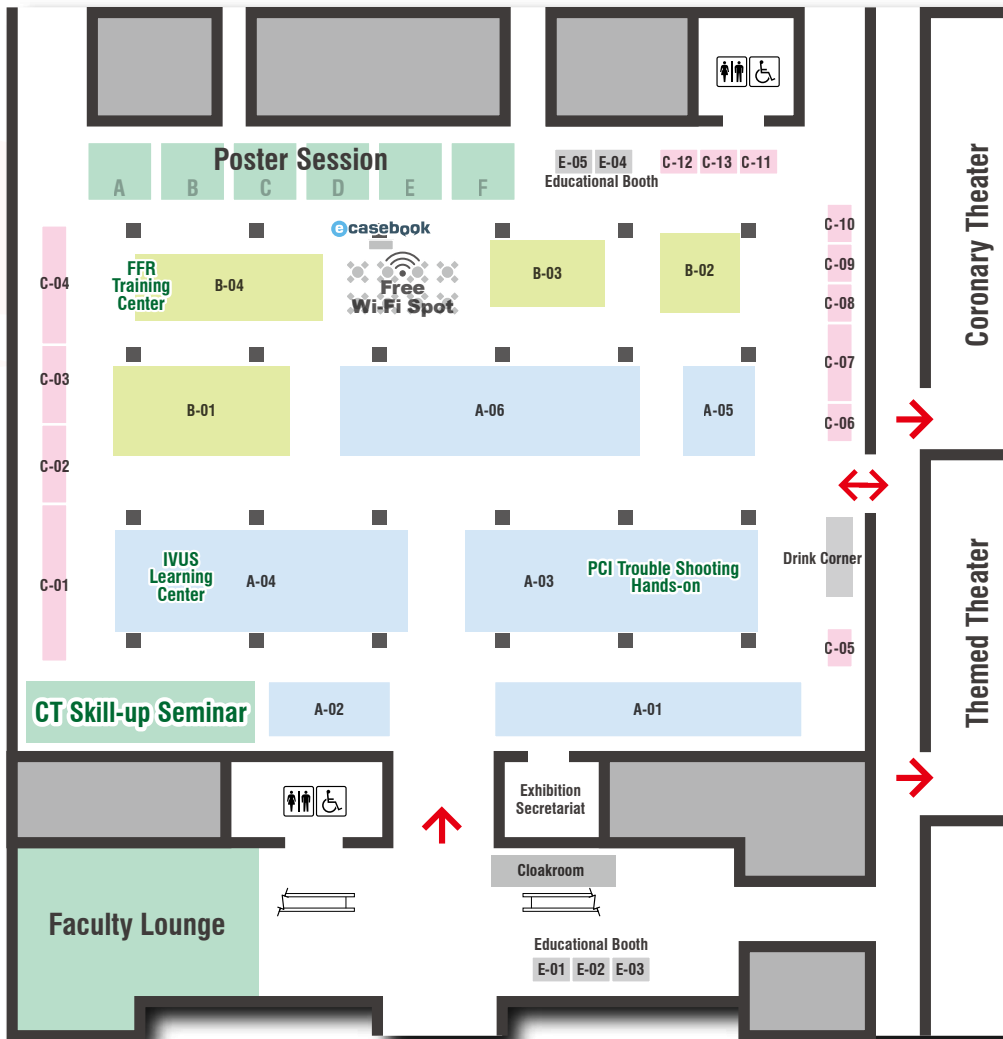 Poster Session
A
B
C
D
E
F
E-05
E-04
Educational Booth
C-12
C-13
C-11
C-10
C-09
C-08
C-07
C-06
Coronary Theater
C-04
C-03
C-02
C-01
FFR
Training
Center
B-04
e casebook
Free
Wi-Fi Spot
B-03
B-02
B-01
A-06
A-05
IVUS
Learning
Center
A-04
A-03
PCI Trouble Shooting
Hands-on
Drink Corner
C-05
Themed Theater
CT Skill-up Seminar
A-02
A-01
Exhibition
Secretariat
Cloakroom
Faculty Lounge
Educational Booth
E-01
E-02
E-03